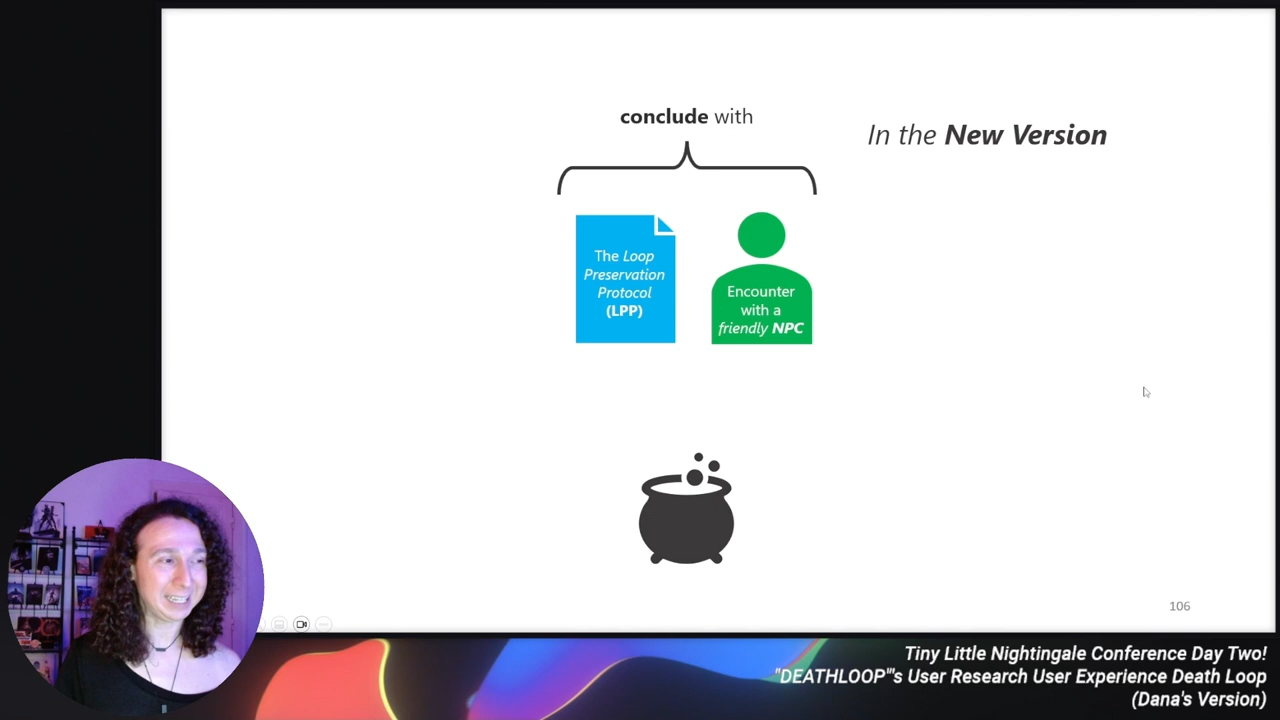 conclude with
In the New Version
The Loop
Preservation
Protocol
(LPP)
Encounter
with a
friendly NPC
106
Tiny Little Nightingale Conference Day Two!
"DEATHLOOP"'s User Research User Experience Death Loop
(Dana's Version)